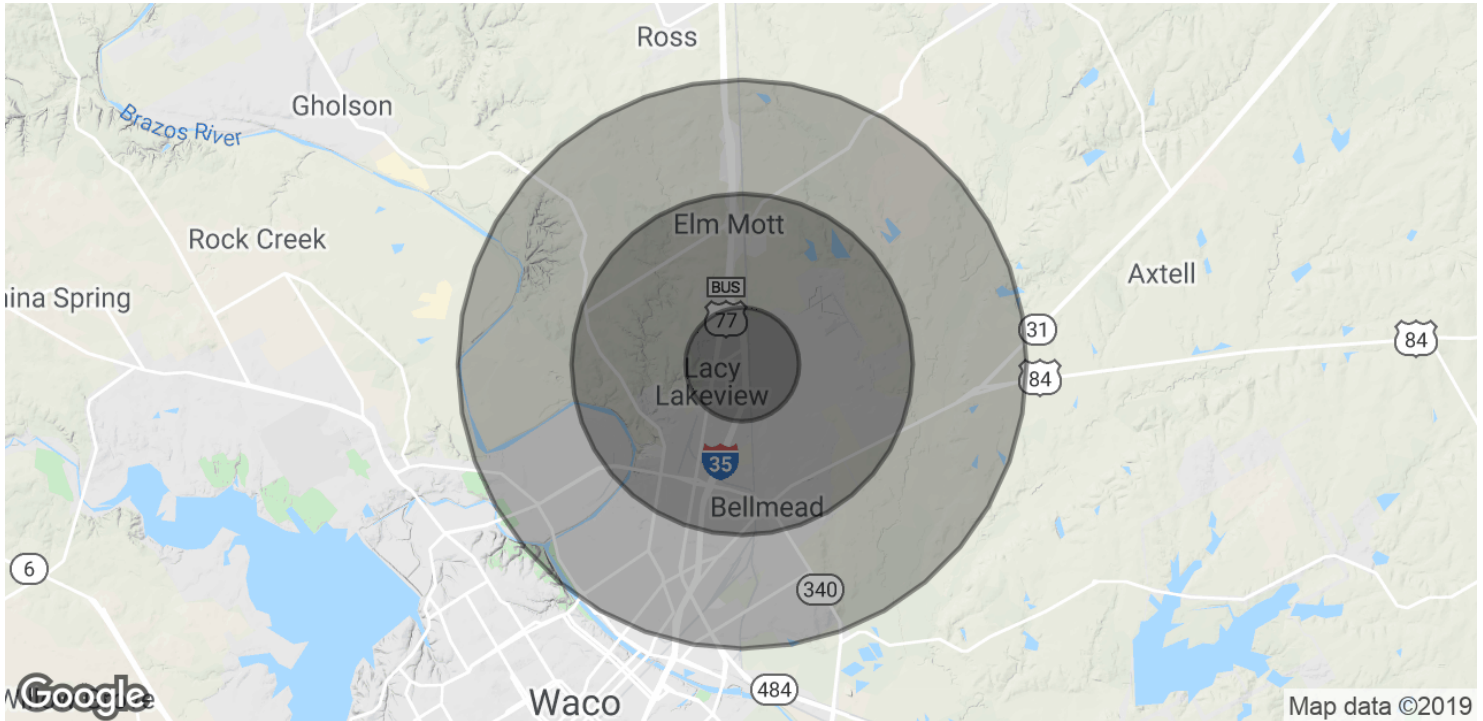 Ross
Gholson
Brazos River
Elm Mott
Rock Creek
Axtell
BUS
77
ina Spring
31
84
84
Lacy
Lakeview
35
Bellmead
6
340
484
Waco
Google
Map data ©2019